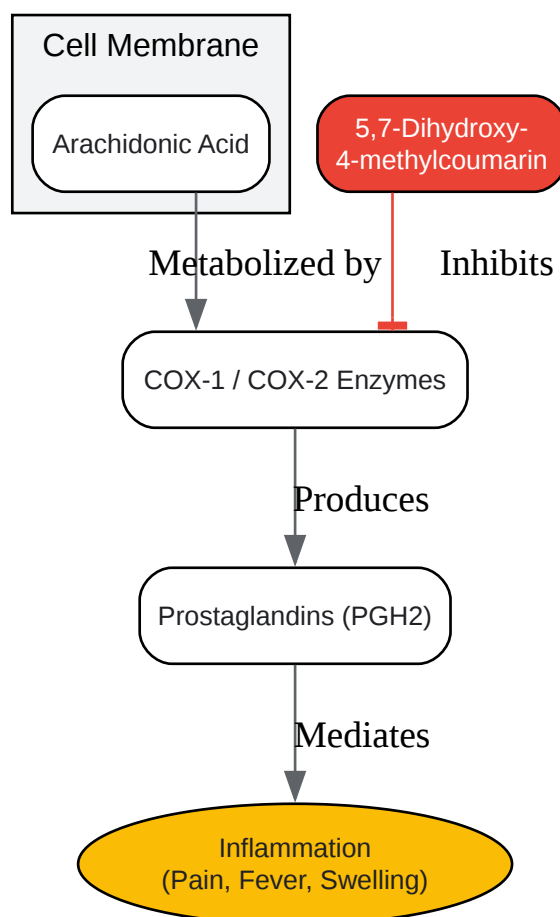 Cell Membrane
Arachidonic Acid
5,7-Dihydroxy-
4-methylcoumarin
Metabolized by
Inhibits
COX-1 / COX-2 Enzymes
Produces
Prostaglandins (PGH2)
Mediates
Inflammation
(Pain, Fever, Swelling)